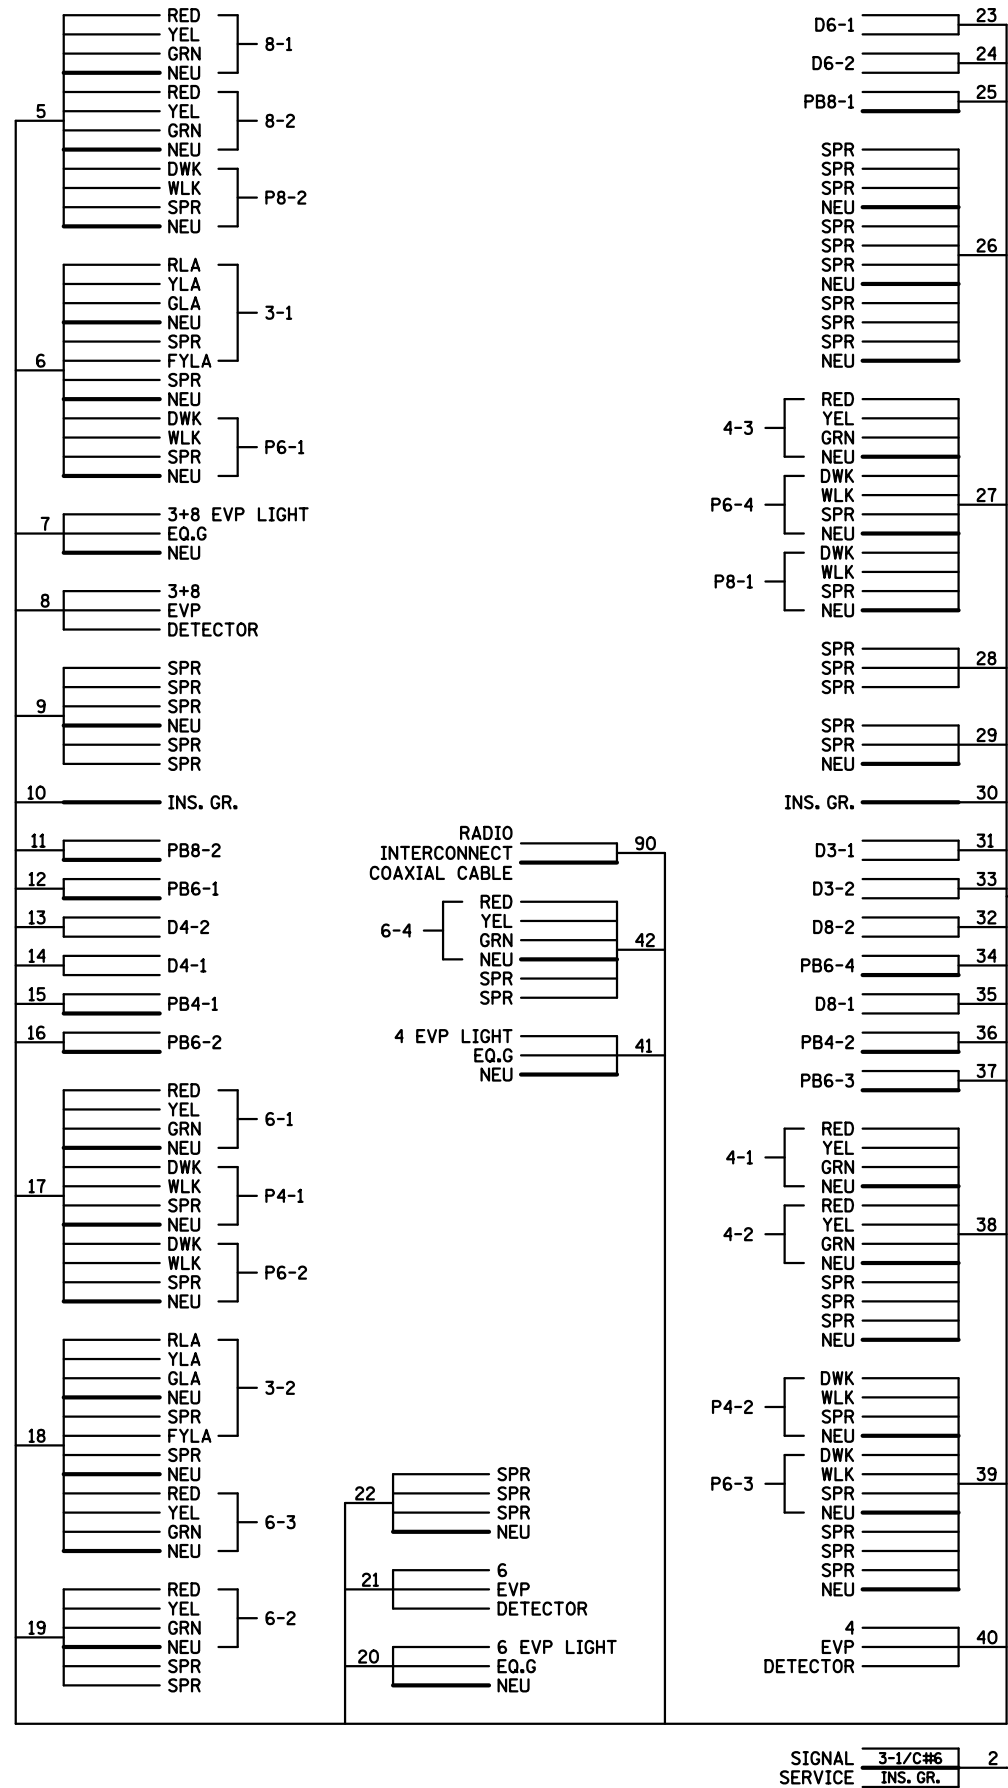 5
RED
YEL
GRN
NEU
8-1
RED
YEL
GRN
NEU
8-2
DWK
WLK
SPR
NEU
P8-2
6
RLA
YLA
GLA
NEU
SPR
FYLA
3-1
SPR
NEU
DWK
WLK
SPR
NEU
P6-1
7
3+8 EVP LIGHT
EQ.G
NEU
8
3+8
EVP
DETECTOR
9
SPR
SPR
SPR
NEU
SPR
SPR
10
INS. GR.
11
PB8-2
12
PB6-1
13
D4-2
14
D4-1
15
PB4-1
16
PB6-2
17
RED
YEL
GRN
NEU
6-1
DWK
WLK
SPR
NEU
P4-1
DWK
WLK
SPR
NEU
P6-2
18
RLA
YLA
GLA
NEU
SPR
FYLA
3-2
SPR
NEU
RED
YEL
GRN
NEU
6-3
19
RED
YEL
GRN
NEU
6-2
SPR
SPR
RADIO
INTERCONNECT
COAXIAL CABLE
90
6-4
RED
YEL
GRN
NEU
SPR
SPR
42
4 EVP LIGHT
EQ.G
NEU
41
22
SPR
SPR
SPR
NEU
21
6
EVP
DETECTOR
20
6 EVP LIGHT
EQ.G
NEU
D6-1
23
D6-2
24
PB8-1
25
SPR
SPR
SPR
NEU
SPR
SPR
SPR
NEU
SPR
SPR
SPR
NEU
26
4-3
RED
YEL
GRN
NEU
P6-4
DWK
WLK
SPR
NEU
P8-1
DWK
WLK
SPR
NEU
27
SPR
SPR
SPR
28
SPR
SPR
NEU
29
INS. GR.
30
D3-1
31
D3-2
33
D8-2
32
PB6-4
34
D8-1
35
PB4-2
36
PB6-3
37
4-1
RED
YEL
GRN
NEU
4-2
RED
YEL
GRN
NEU
SPR
SPR
SPR
NEU
38
P4-2
DWK
WLK
SPR
NEU
P6-3
DWK
WLK
SPR
NEU
SPR
SPR
SPR
NEU
39
4
EVP
DETECTOR
40
SIGNAL
SERVICE
3-1/C#6
INS. GR.
2